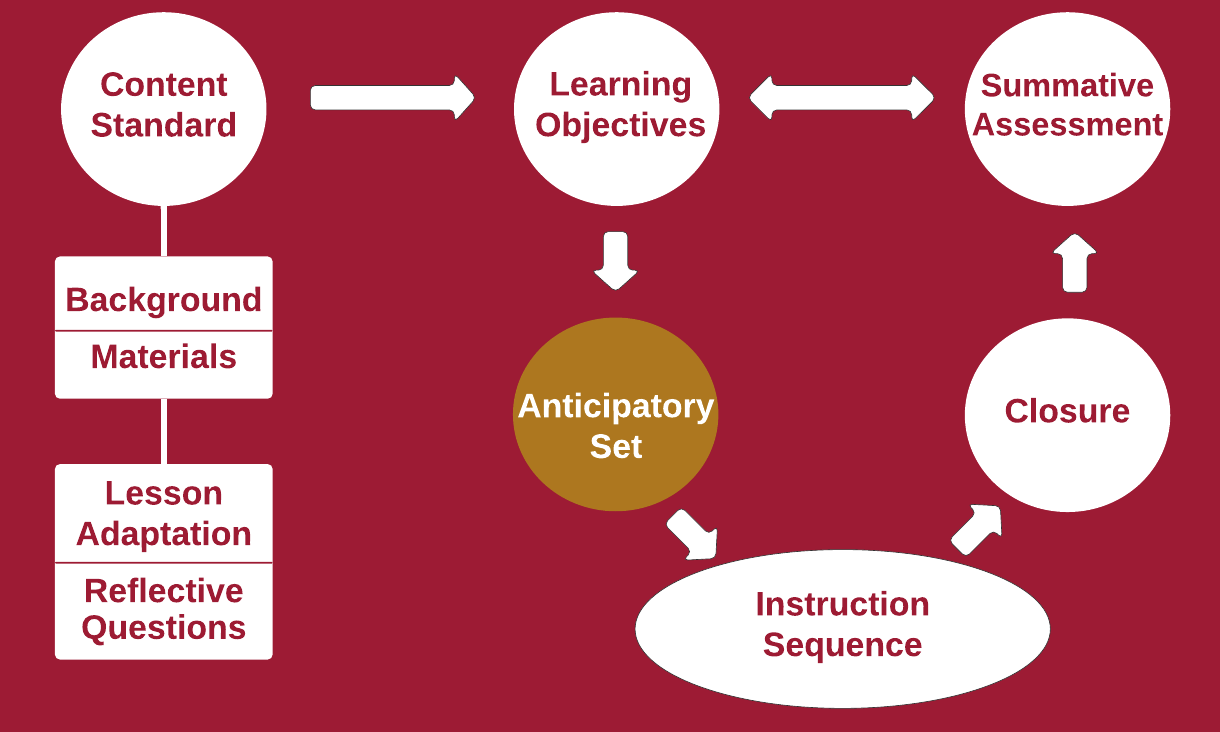 Content
Standard
Learning
Objectives
Summative
Assessment
Background
Materials
Anticipatory
Set
Closure
Lesson
Adaptation
Reflective
Questions
Instruction
Sequence